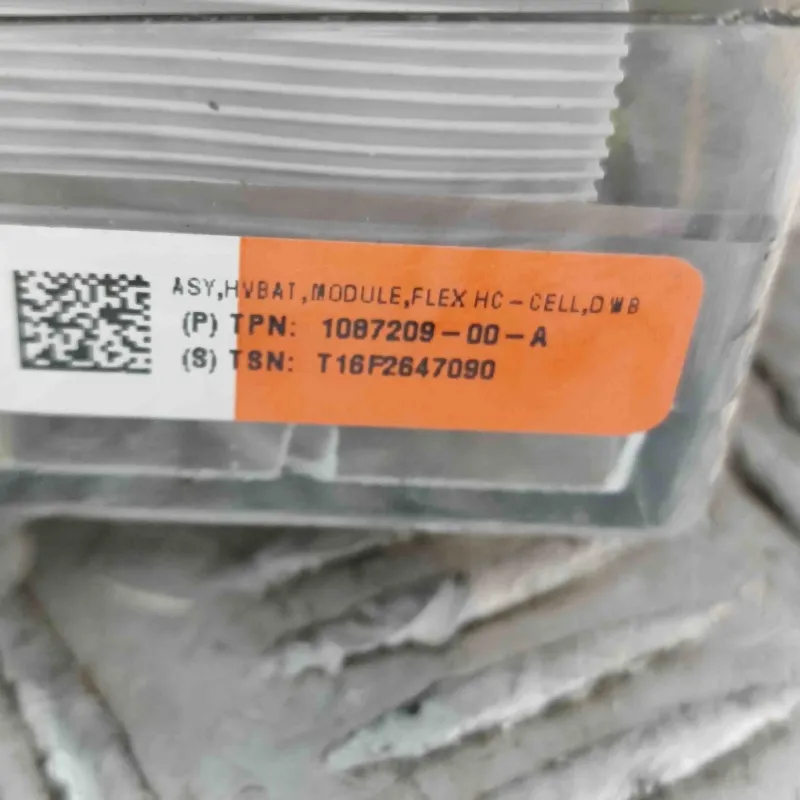 ASY,HVBAT,MODULE,FLEX HC-CELL,DWB
(P) TPN: 1087209-00-A
(S) TSN: T16F2647090